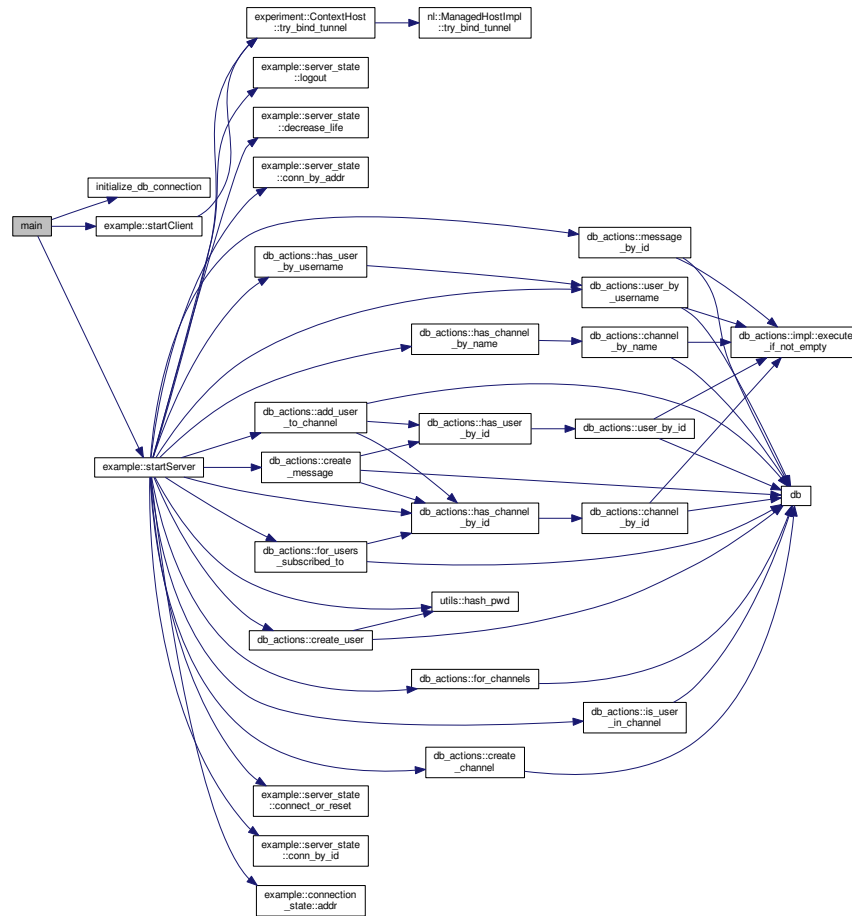 experiment::ContextHost
::try_bind_tunnel
nl::ManagedHostImpl
::try_bind_tunnel
example::server_state
::logout
example::server_state
::decrease_life
example::server_state
::conn_by_addr
initialize_db_connection
main
example::startClient
db_actions::message
_by_id
db_actions::has_user
_by_username
db_actions::user_by
_username
db_actions::has_channel
_by_name
db_actions::channel
_by_name
db_actions::impl::execute
_if_not_empty
db_actions::add_user
_to_channel
db_actions::has_user
_by_id
db_actions::user_by_id
example::startServer
db_actions::create
_message
db
db_actions::has_channel
_by_id
db_actions::channel
_by_id
db_actions::for_users
_subscribed_to
utils::hash_pwd
db_actions::create_user
db_actions::for_channels
db_actions::is_user
_in_channel
db_actions::create
_channel
example::server_state
::connect_or_reset
example::server_state
::conn_by_id
example::connection
_state::addr